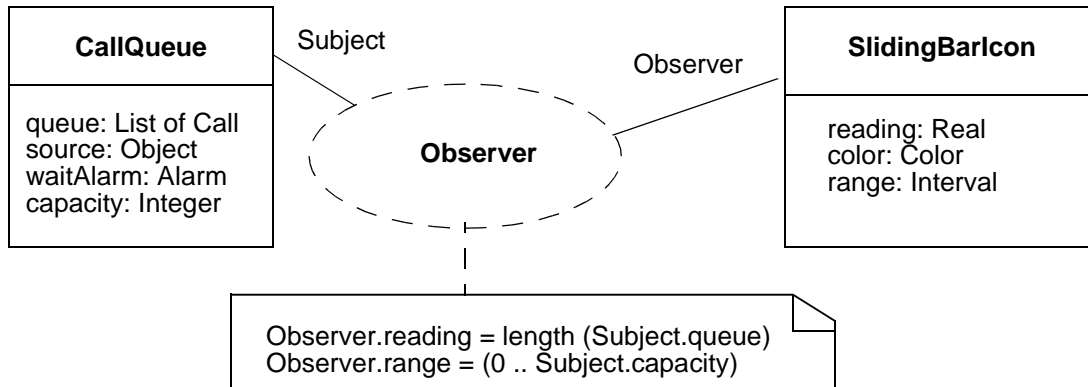 CallQueue
queue: List of Call
source: Object
waitAlarm: Alarm
capacity: Integer
Subject
Observer
Observer
SlidingBarIcon
reading: Real
color: Color
range: Interval
Observer.reading = length (Subject.queue)
Observer.range = (0 .. Subject.capacity)